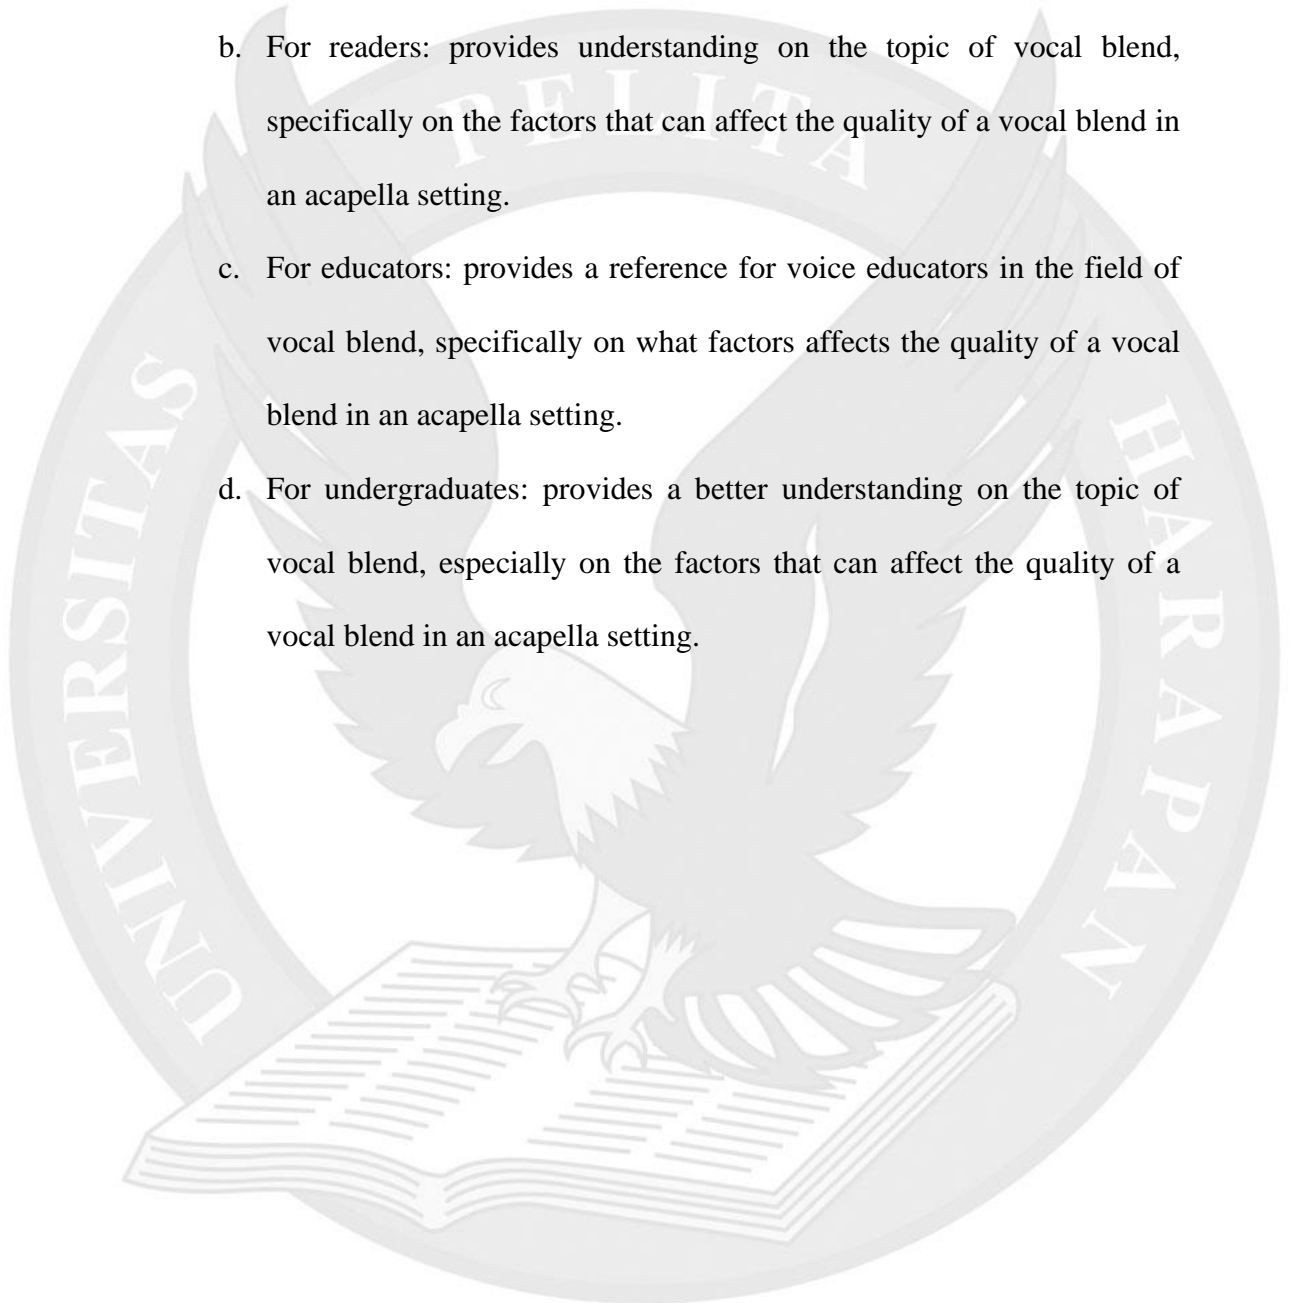 b. For readers: provides understanding on the topic of vocal blend,
specifically on the factors that can affect the quality of a vocal blend in
an acapella setting.
c. For educators: provides a reference for voice educators in the field of
vocal blend, specifically on what factors affects the quality of a vocal
blend in an acapella setting.
d. For undergraduates: provides a better understanding on the topic of
vocal blend, especially on the factors that can affect the quality of a
vocal blend in an acapella setting.
UNIVERSITAS PELITA HARAPAN